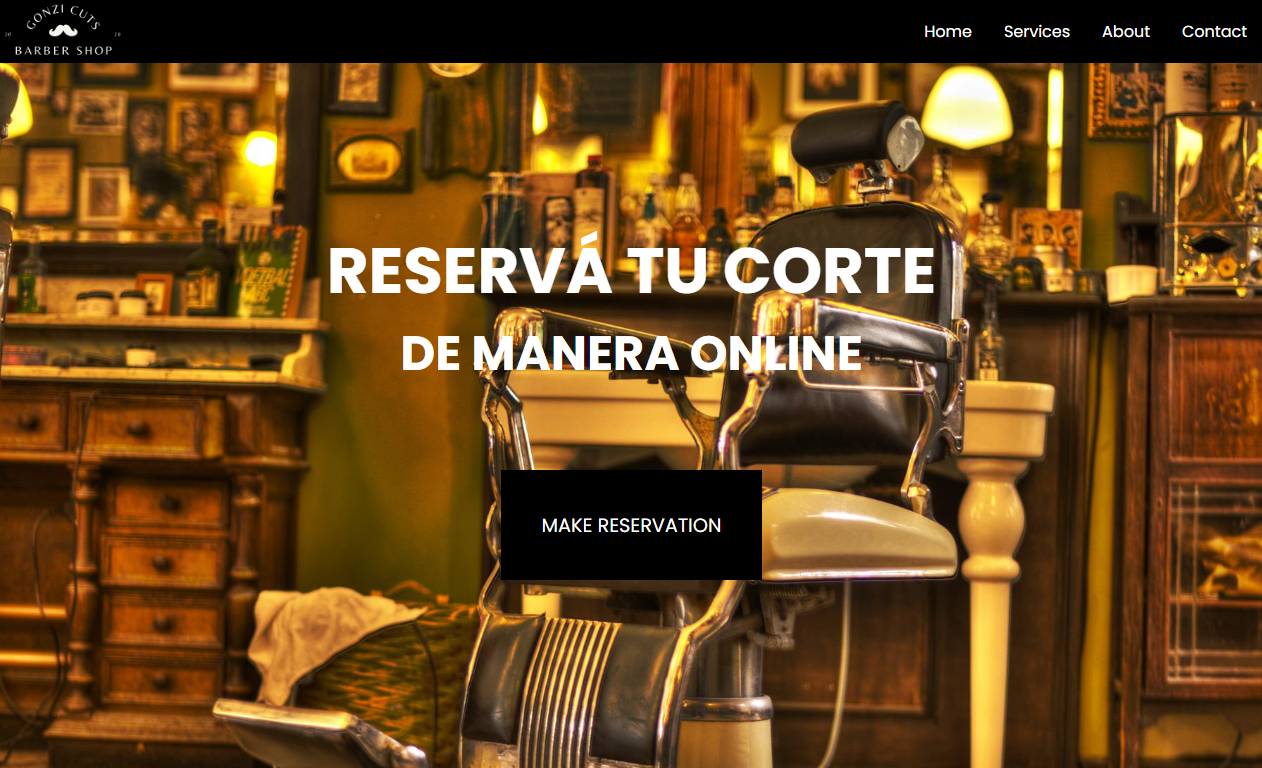 GONZI CUTS
20 20
BARBER SHOP
Home Services About Contact
RESERVÁ TU CORTE
DE MANERA ONLINE
MAKE RESERVATION